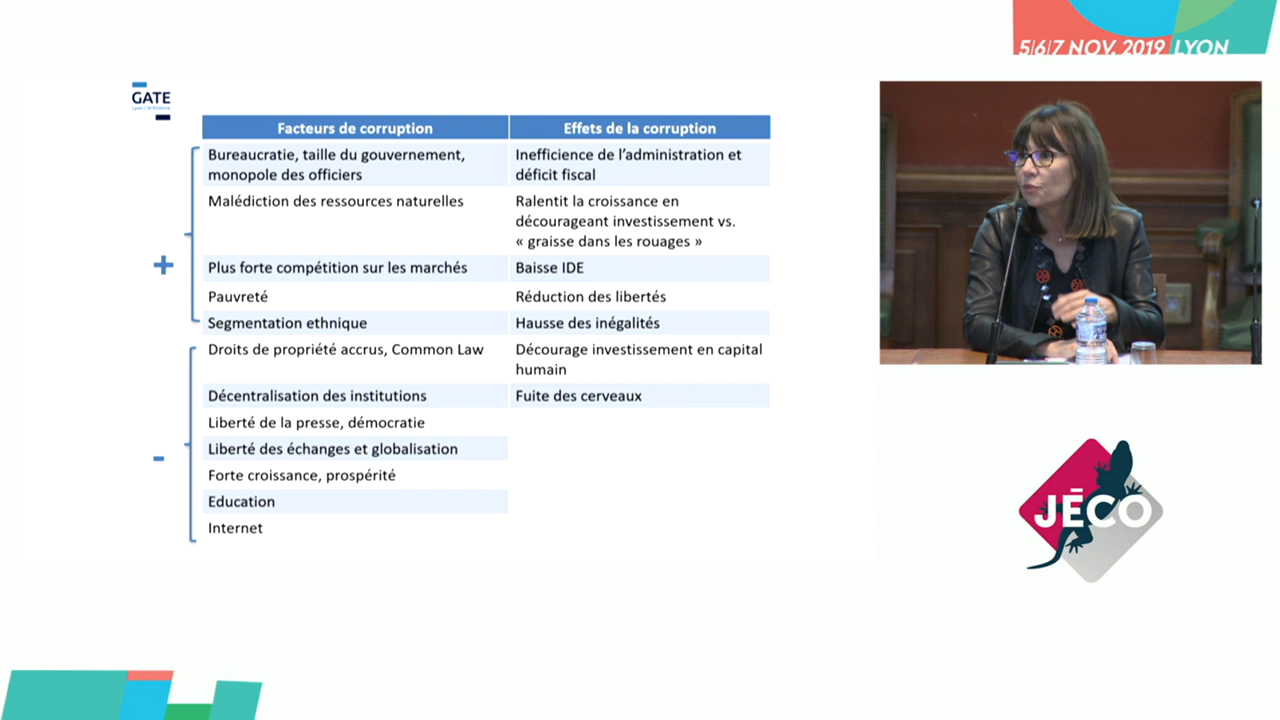 5/6/7 NOV. 2019 LYON
GATE
Lyon / St-Etienne
Facteurs de corruption
Effets de la corruption
Bureaucratie, taille du gouvernement,
monopole des officiers
Inefficience de l'administration et
déficit fiscal
Malédiction des ressources naturelles
Ralentit la croissance en
décourageant investissement vs.
« graisse dans les rouages »
+
Plus forte compétition sur les marchés
Baisse IDE
Pauvreté
Réduction des libertés
Segmentation ethnique
Hausse des inégalités
Droits de propriété accrus, Common Law
Décourage investissement en capital
humain
Décentralisation des institutions
Fuite des cerveaux
Liberté de la presse, démocratie
-
Liberté des échanges et globalisation
Forte croissance, prospérité
Education
Internet
JĒCO